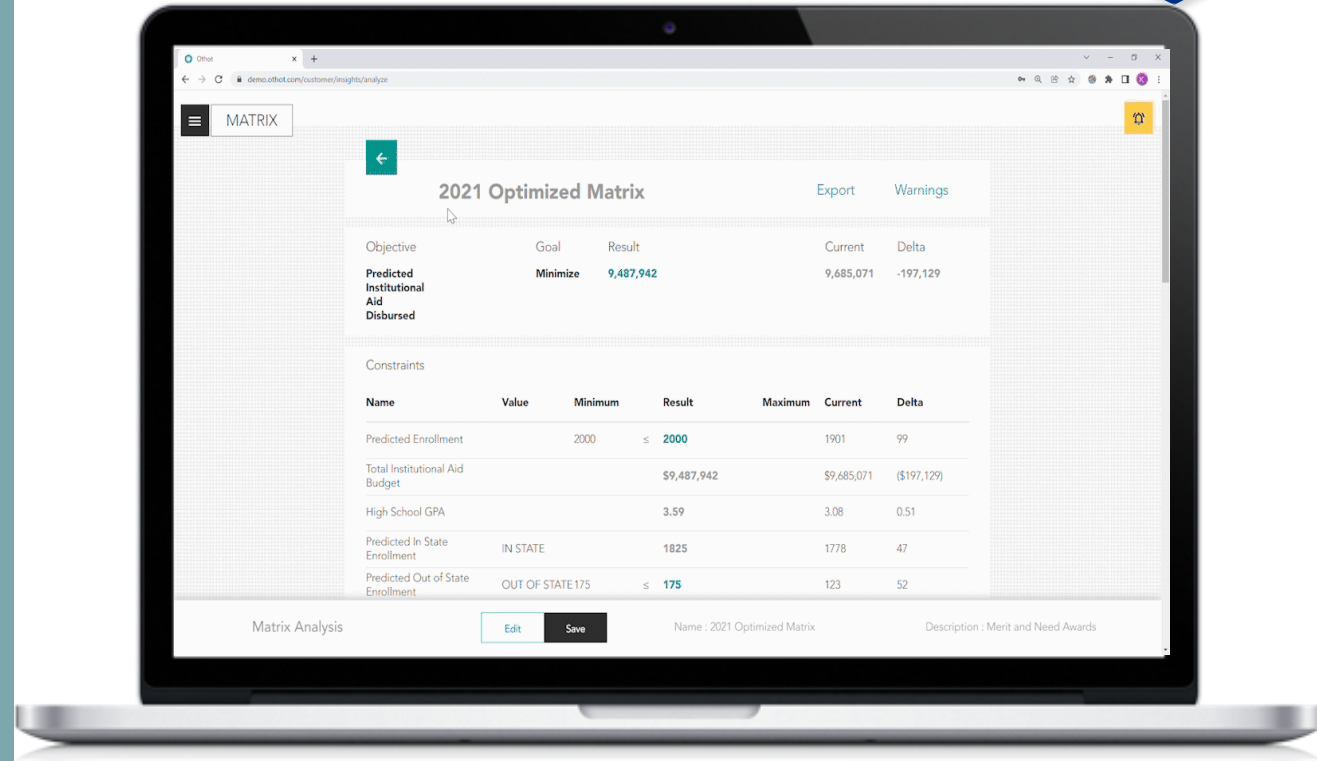 Othot
demo.othot.com/customer/insights/analyze
MATRIX
2021 Optimized Matrix Export Warnings
Objective Goal Result Current Delta
Predicted Minimize 9,487,942 9,685,071 -197,129
Institutional
Aid
Disbursed
Constraints
Name Value Minimum Result Maximum Current Delta
Predicted Enrollment 2000 ≤ 2000 1901 99
Total Institutional Aid
Budget $9,487,942 $9,685,071 ($197,129)
High School GPA 3.59 3.08 0.51
Predicted In State
Enrollment IN STATE 1825 1778 47
Predicted Out of State
Enrollment OUT OF STATE 175 ≤ 175 123 52
Matrix Analysis Edit Save Name : 2021 Optimized Matrix Description : Merit and Need Awards